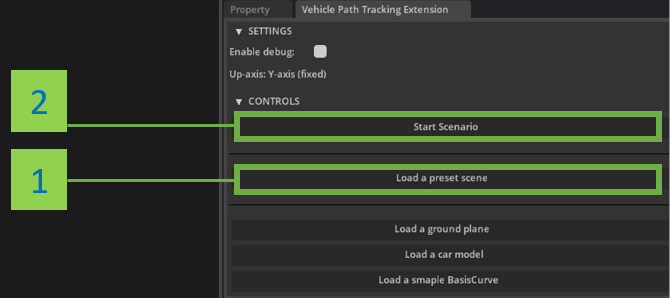 Property
Vehicle Path Tracking Extension
▼ SETTINGS
Enable debug:
Up-axis: Y-axis (fixed)
▼ CONTROLS
2
Start Scenario
1
Load a preset scene
Load a ground plane
Load a car model
Load a smaple BasisCurve